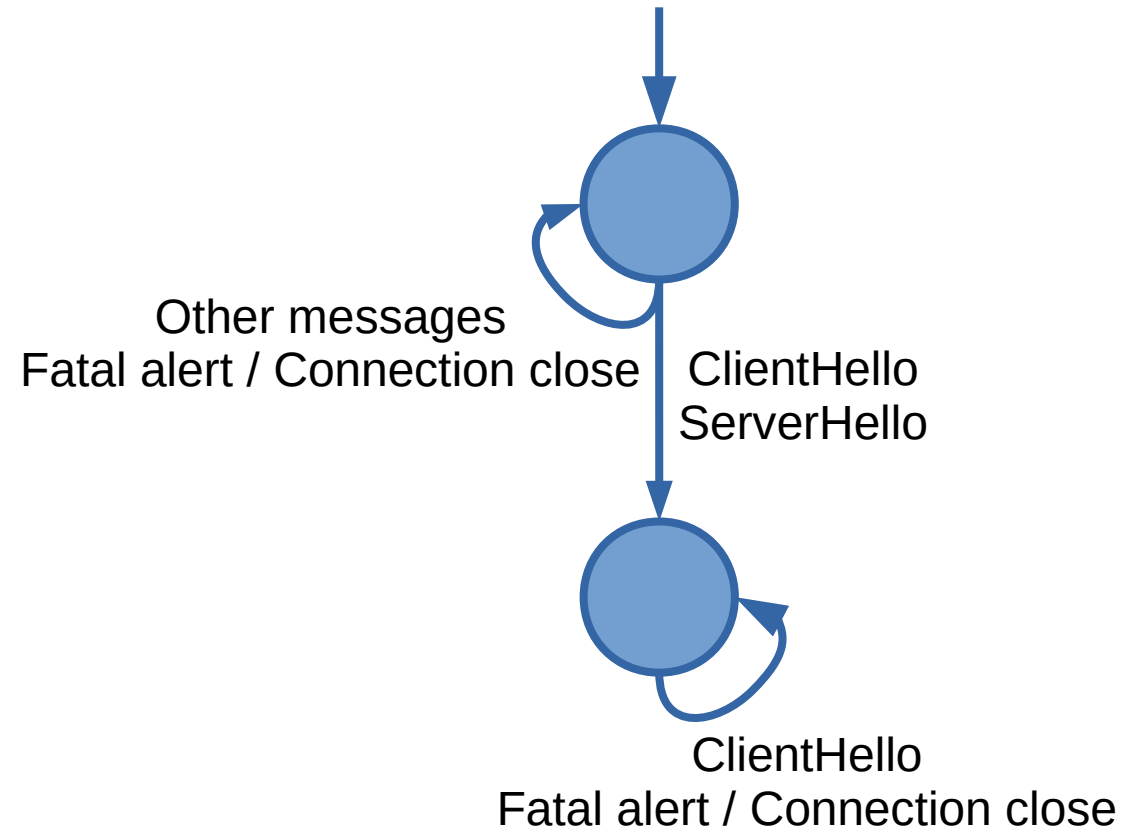 Other messages
Fatal alert / Connection close
ClientHello
ServerHello
ClientHello
Fatal alert / Connection close